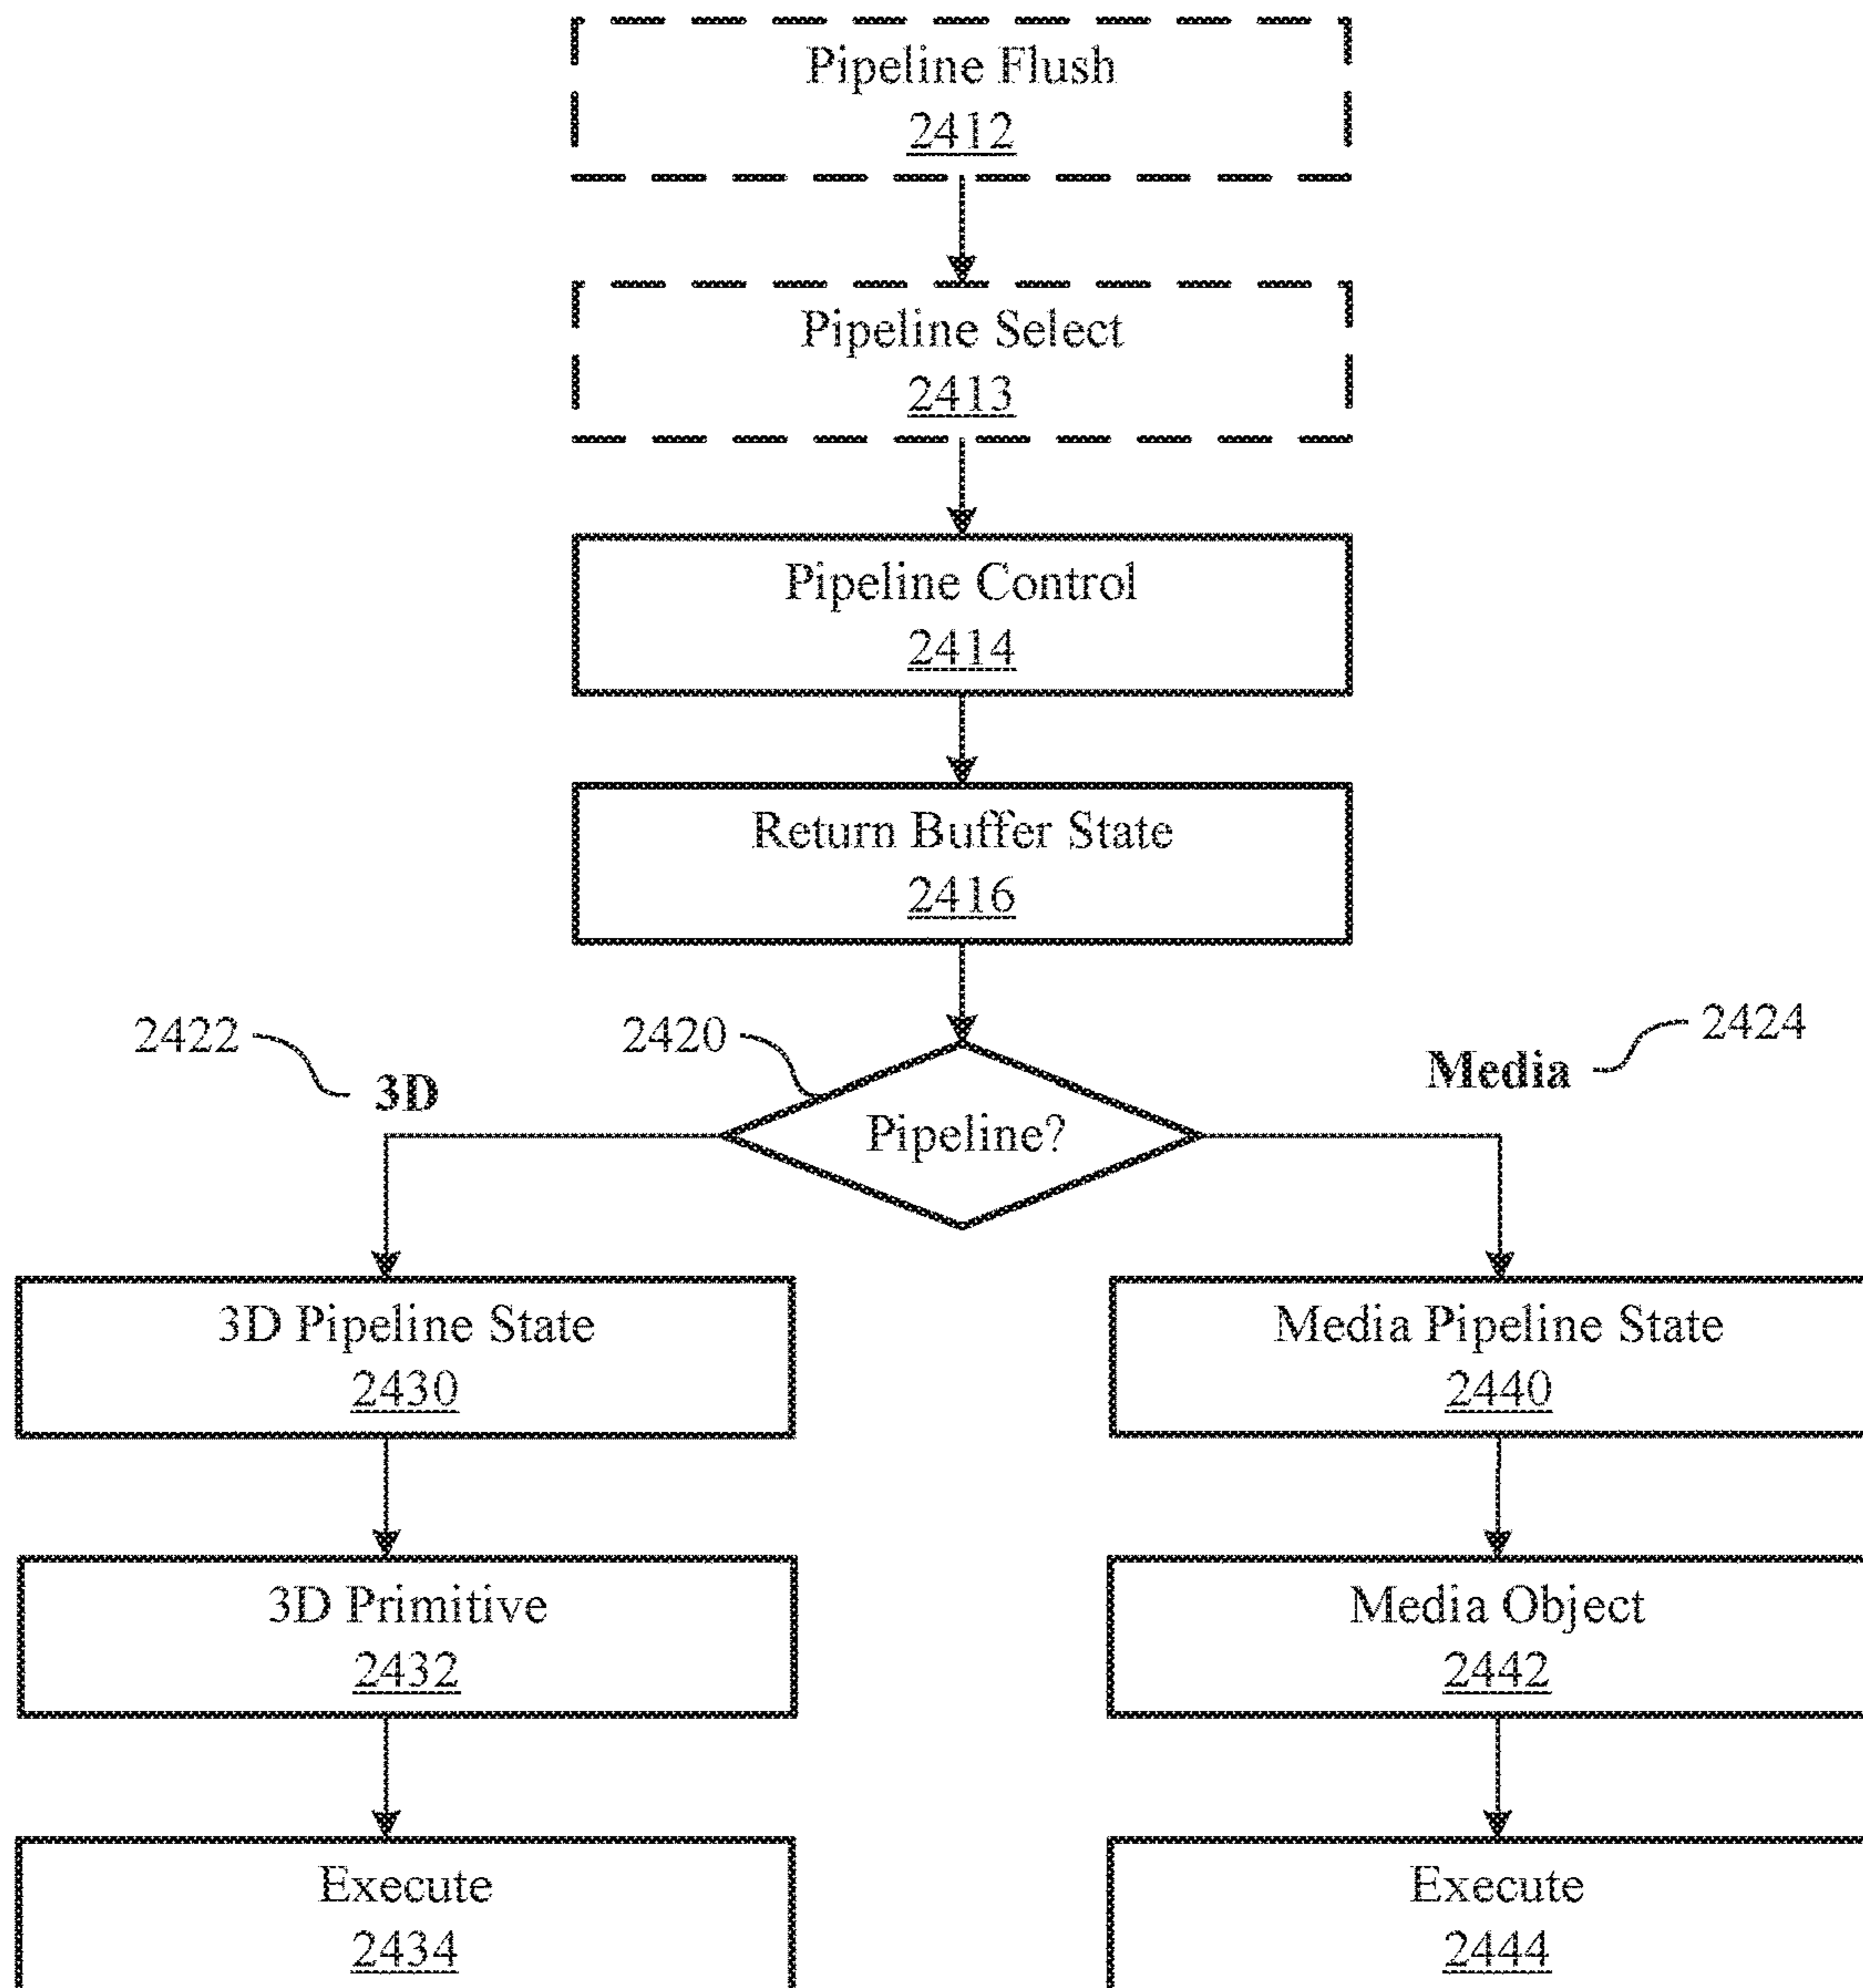 Pipeline Flush
2412
Pipeline Select
2413
Pipeline Control
2414
Return Buffer State
2416
2422
3D
2420
Pipeline?
Media
2424
3D Pipeline State
2430
3D Primitive
2432
Execute
2434
Media Pipeline State
2440
Media Object
2442
Execute
2444